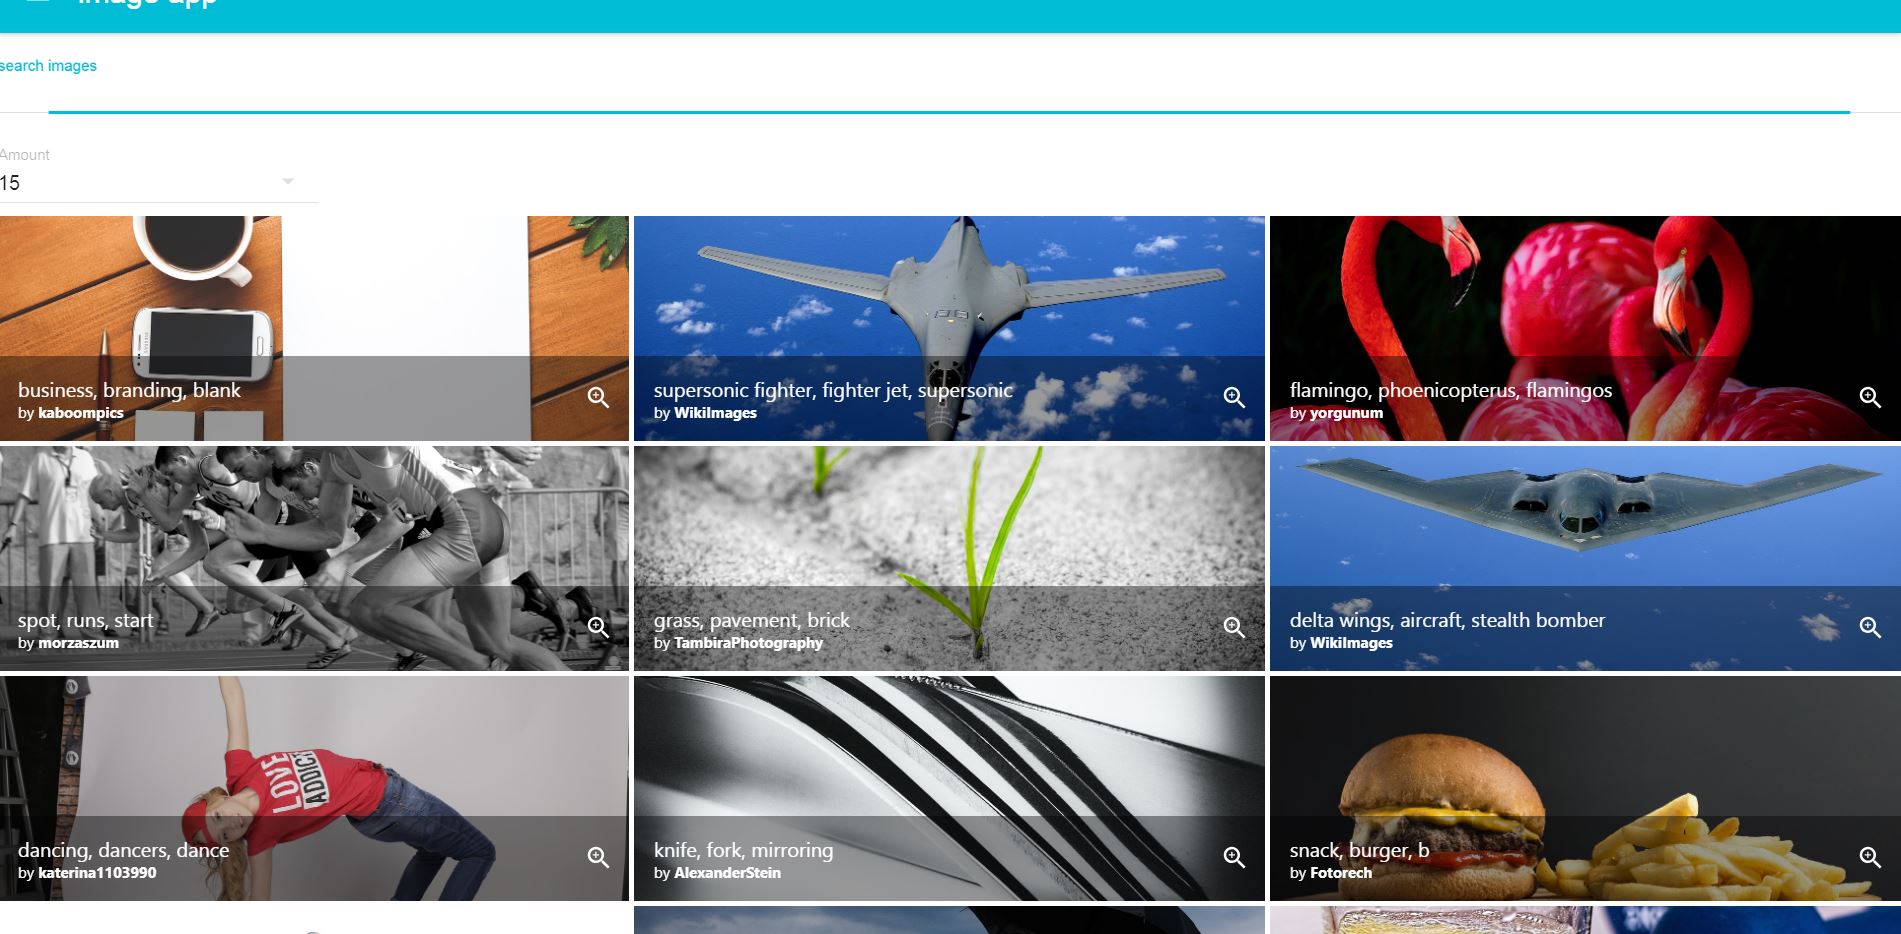 image app
search images
Amount
15
business, branding, blank
by kaboompics
supersonic fighter, fighter jet, supersonic
by WikiImages
flamingo, phoenicopterus, flamingos
by yorgunum
spot, runs, start
by morzaszum
grass, pavement, brick
by TambiraPhotography
delta wings, aircraft, stealth bomber
by WikiImages
LOVE
ADDICT
dancing, dancers, dance
by katerina1103990
knife, fork, mirroring
by AlexanderStein
snack, burger, b
by Fotorech